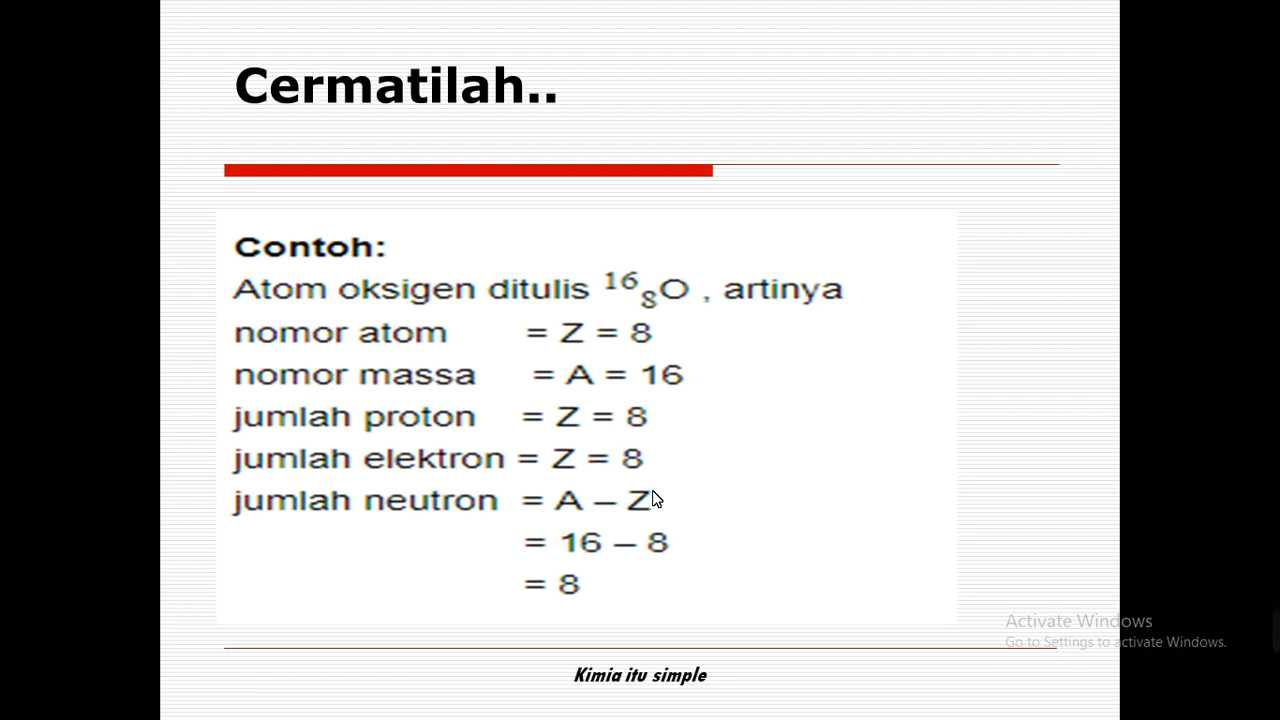 Cermatilah..
Contoh:
Atom oksigen ditulis ¹⁶₈O , artinya
nomor atom = Z = 8
nomor massa = A = 16
jumlah proton = Z = 8
jumlah elektron = Z = 8
jumlah neutron = A – Z
= 16 – 8
= 8
Activate Windows
Go to Settings to activate Windows.
Kimia itu simple